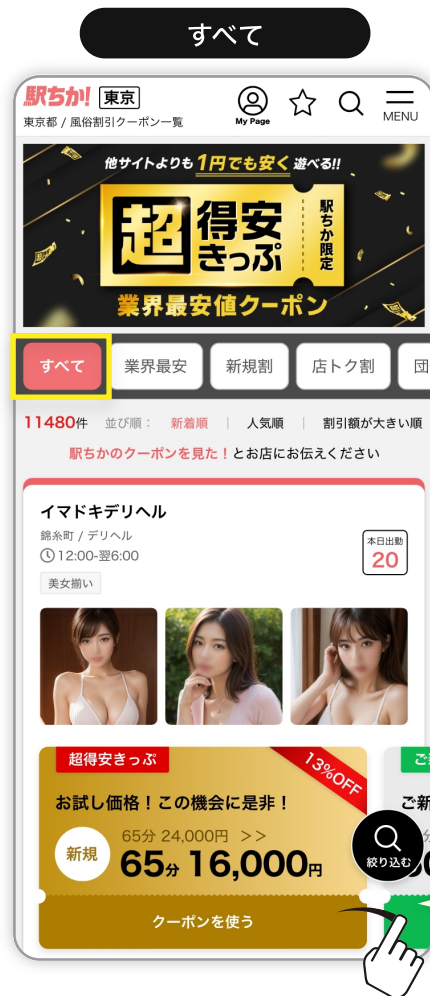 すべて
駅ちか! 東京
東京都 / 風俗割引クーポン一覧
My Page
MENU
他サイトよりも1円でも安く遊べる!!
超得安きっぷ
駅ちか限定
業界最安値クーポン
すべて 業界最安 新規割 店トク割 団
11480件 並び順： 新着順 | 人気順 | 割引額が大きい順
駅ちかのクーポンを見た！とお店にお伝えください
イマドキデリヘル
錦糸町 / デリヘル
12:00-翌6:00
本日出勤
20
美女揃い
超得安きっぷ
13%OFF
お試し価格！この機会に是非！
新規
65分 24,000円 >>
65分 16,000円
クーポンを使う
ご新
絞り込む